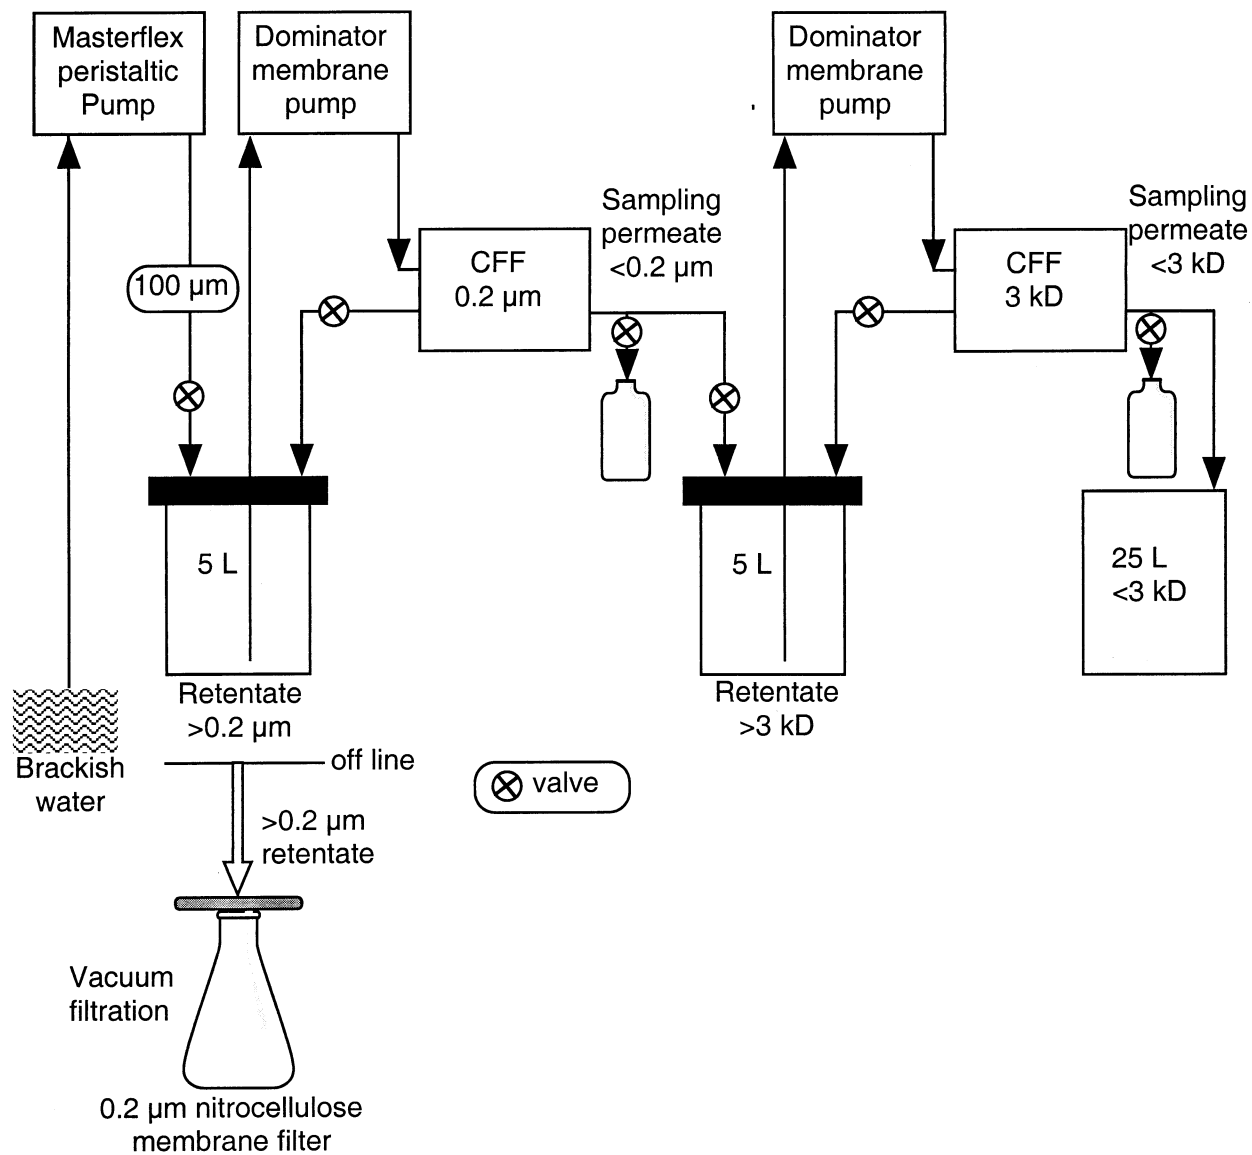 Masterflex
peristaltic
Pump
Dominator
membrane
pump
Dominator
membrane
pump
100 µm
CFF
0.2 µm
Sampling
permeate
<0.2 µm
CFF
3 kD
Sampling
permeate
<3 kD
5 L
5 L
25 L
<3 kD
Retentate
>0.2 µm
Retentate
>3 kD
Brackish
water
off line
valve
>0.2 µm
retentate
Vacuum
filtration
0.2 µm nitrocellulose
membrane filter